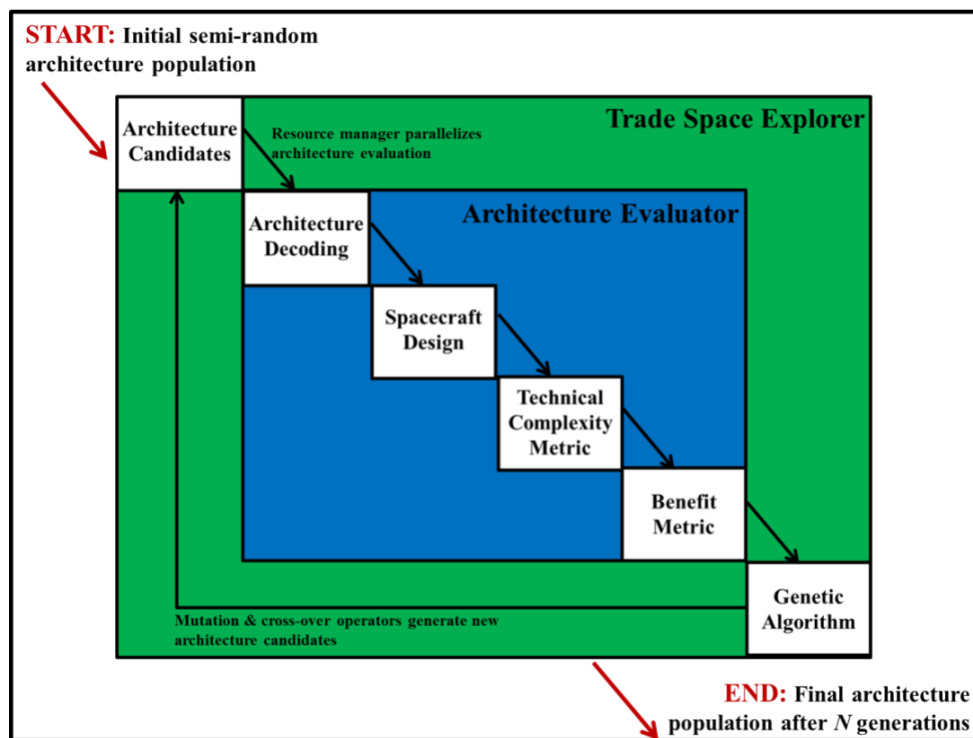 START: Initial semi-random
architecture population
Architecture
Candidates
Resource manager parallelizes
architecture evaluation
Trade Space Explorer
Architecture
Decoding
Architecture Evaluator
Spacecraft
Design
Technical
Complexity
Metric
Benefit
Metric
Genetic
Algorithm
Mutation & cross-over operators generate new
architecture candidates
END: Final architecture
population after N generations